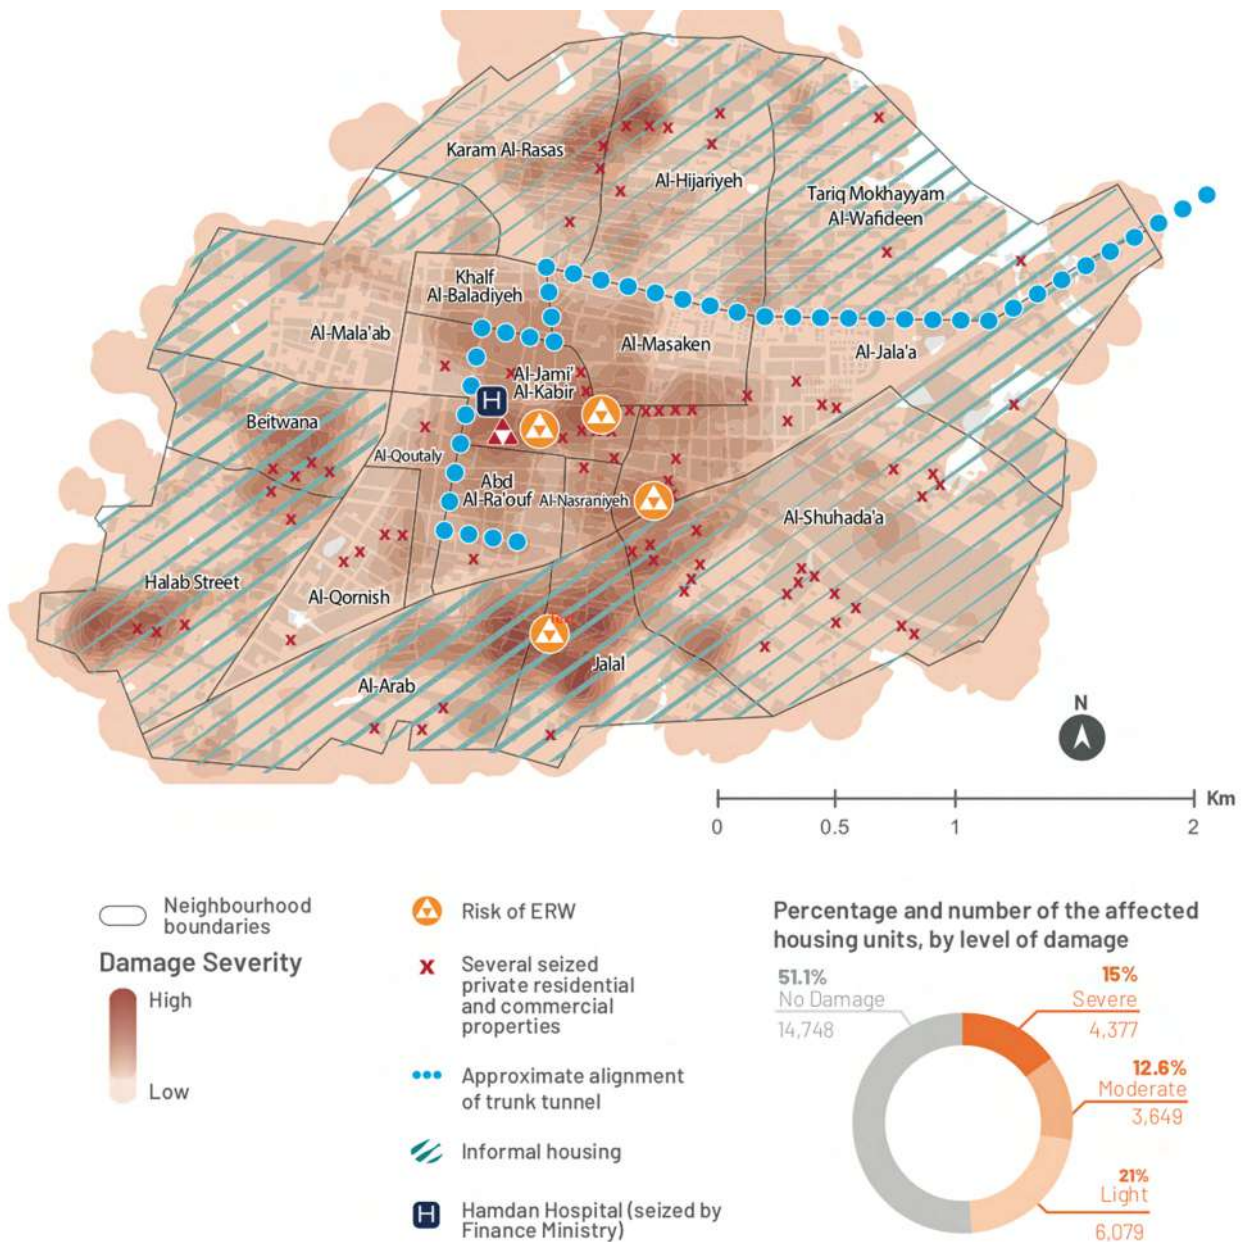 Karam Al-Rasas
Al-Hijariyeh
Tariq Mokhayyam
Al-Wafideen
Khalf
Al-Baladiyeh
Al-Mala'ab
Al-Masaken
Al-Jala'a
Al-Jami'
Al-Kabir
H
Beitwana
Al-Qoutaly
Abd
Al-Ra'ouf
Al-Nasraniyeh
Al-Shuhada'a
Halab Street
Al-Qornish
Jalal
Al-Arab
N
Km
0
0.5
1
2
Neighbourhood
boundaries
Damage Severity
High
Low
Risk of ERW
Several seized
private residential
and commercial
properties
Approximate alignment
of trunk tunnel
Informal housing
H
Hamdan Hospital (seized by
Finance Ministry)
Percentage and number of the affected
housing units, by level of damage
51.1%
No Damage
14,748
15%
Severe
4,377
12.6%
Moderate
3,649
21%
Light
6,079